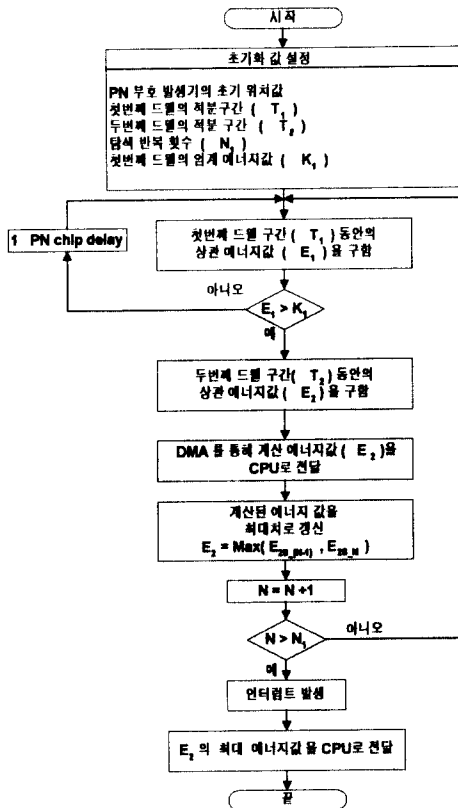 시작
초기화 값 설정
PN 부호 발생기의 초기 위치값
첫번째 드웰의 적분구간 ( T₁ )
두번째 드웰의 적분 구간 ( T₂ )
탐색 반복 횟수 ( N₁ )
첫번째 드웰의 임계 에너지값 ( K₁ )
1 PN chip delay
첫번째 드웰 구간 ( T₁ ) 동안의
상관 에너지값 ( E₁ ) 을 구함
아니오
E₁ > K₁
예
두번째 드웰 구간( T₂ ) 동안의
상관 에너지값 ( E₂ ) 을 구함
DMA 를 통해 계산 에너지값 ( E₂ )을
CPU로 전달
계산된 에너지 값을
최대치로 갱신
E₂ = Max( E2S_(N-1) , E2S_N )
N = N +1
N > N₁
아니오
예
인터럽트 발생
E₂ 의 최대 에너지값 을 CPU로 전달
끝